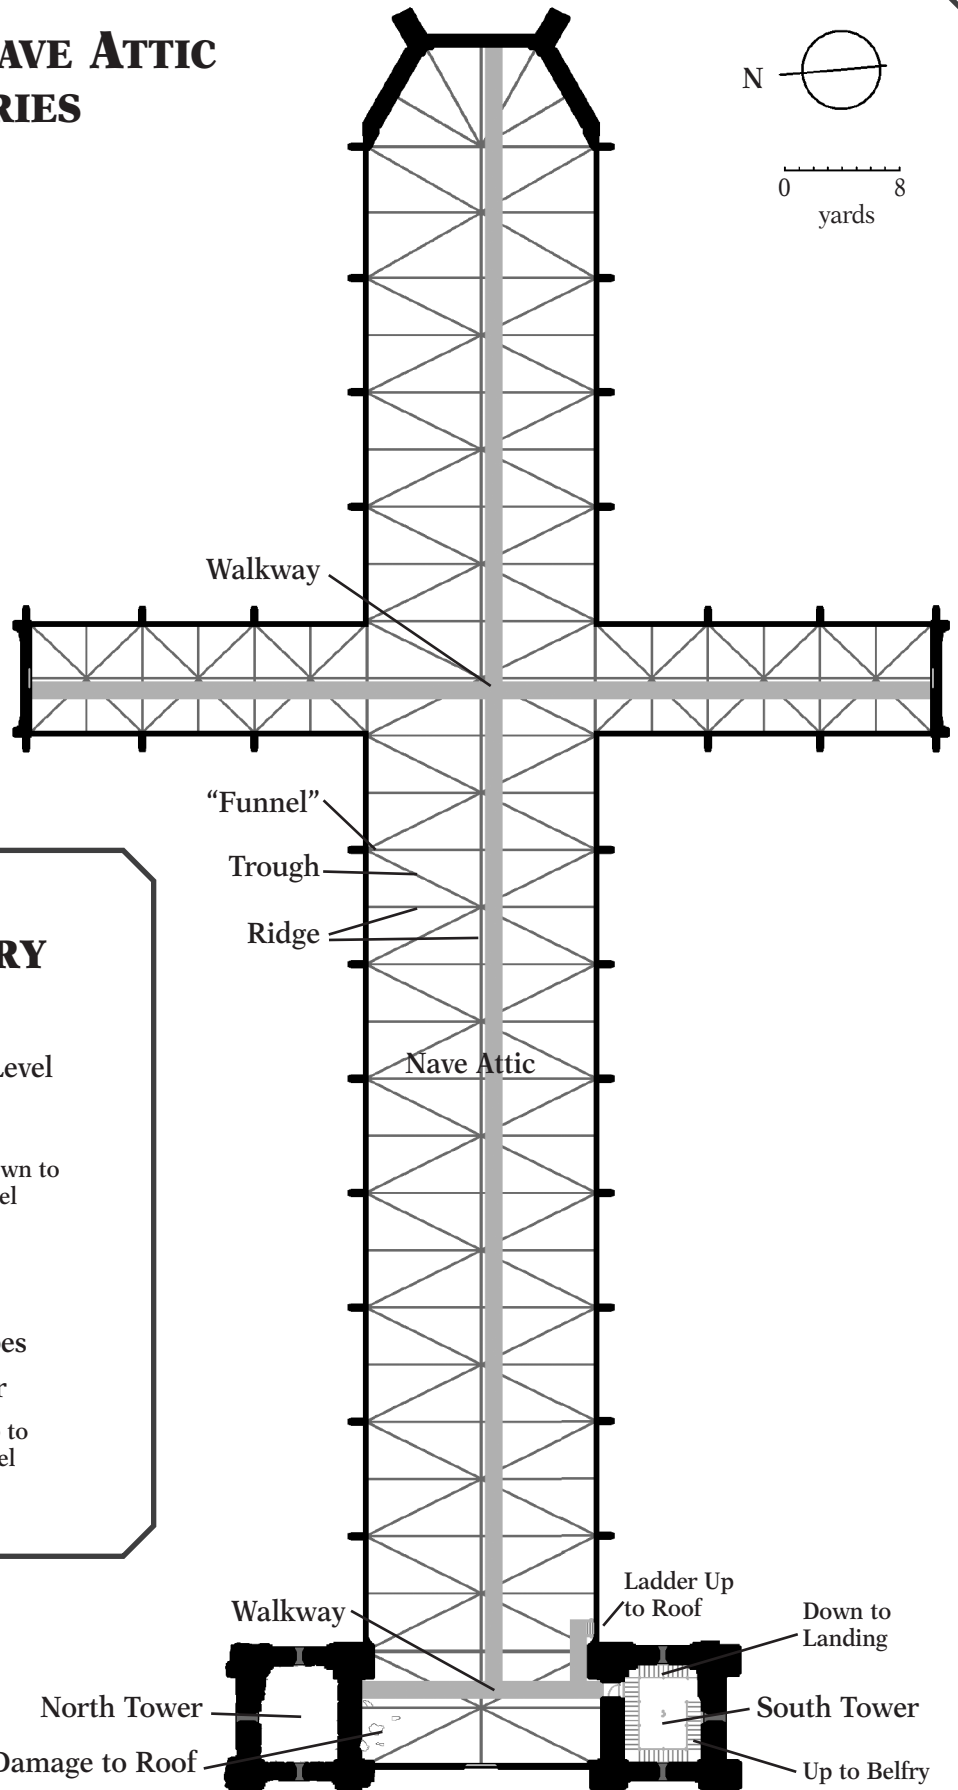 AVE ATTIC
RIES
N
0 8
yards
Walkway
“Funnel”
Trough
Ridge
RY
Level
Nave Attic
wn to
el
es
r
to
el
Ladder Up
to Roof
Walkway
Down to
Landing
North Tower
South Tower
Damage to Roof
Up to Belfry